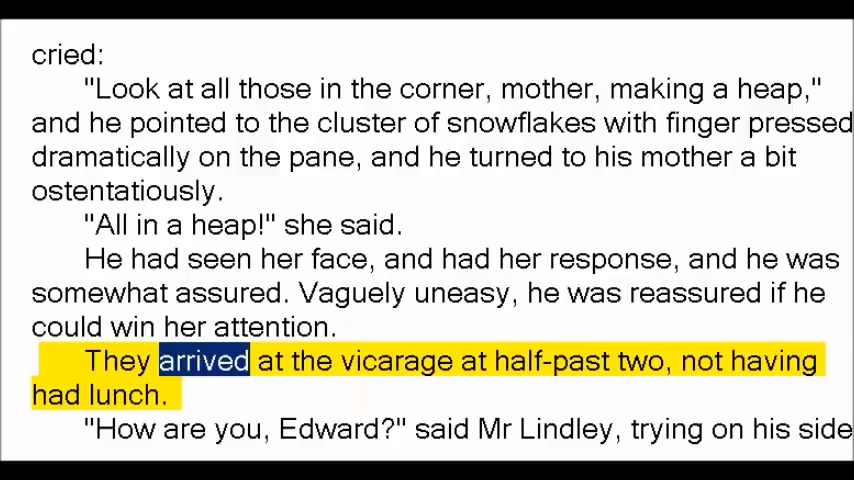 cried:
"Look at all those in the corner, mother, making a heap,"
and he pointed to the cluster of snowflakes with finger pressed
dramatically on the pane, and he turned to his mother a bit
ostentatiously.
"All in a heap!" she said.
He had seen her face, and had her response, and he was
somewhat assured. Vaguely uneasy, he was reassured if he
could win her attention.
They arrived at the vicarage at half-past two, not having
had lunch.
"How are you, Edward?" said Mr Lindley, trying on his side